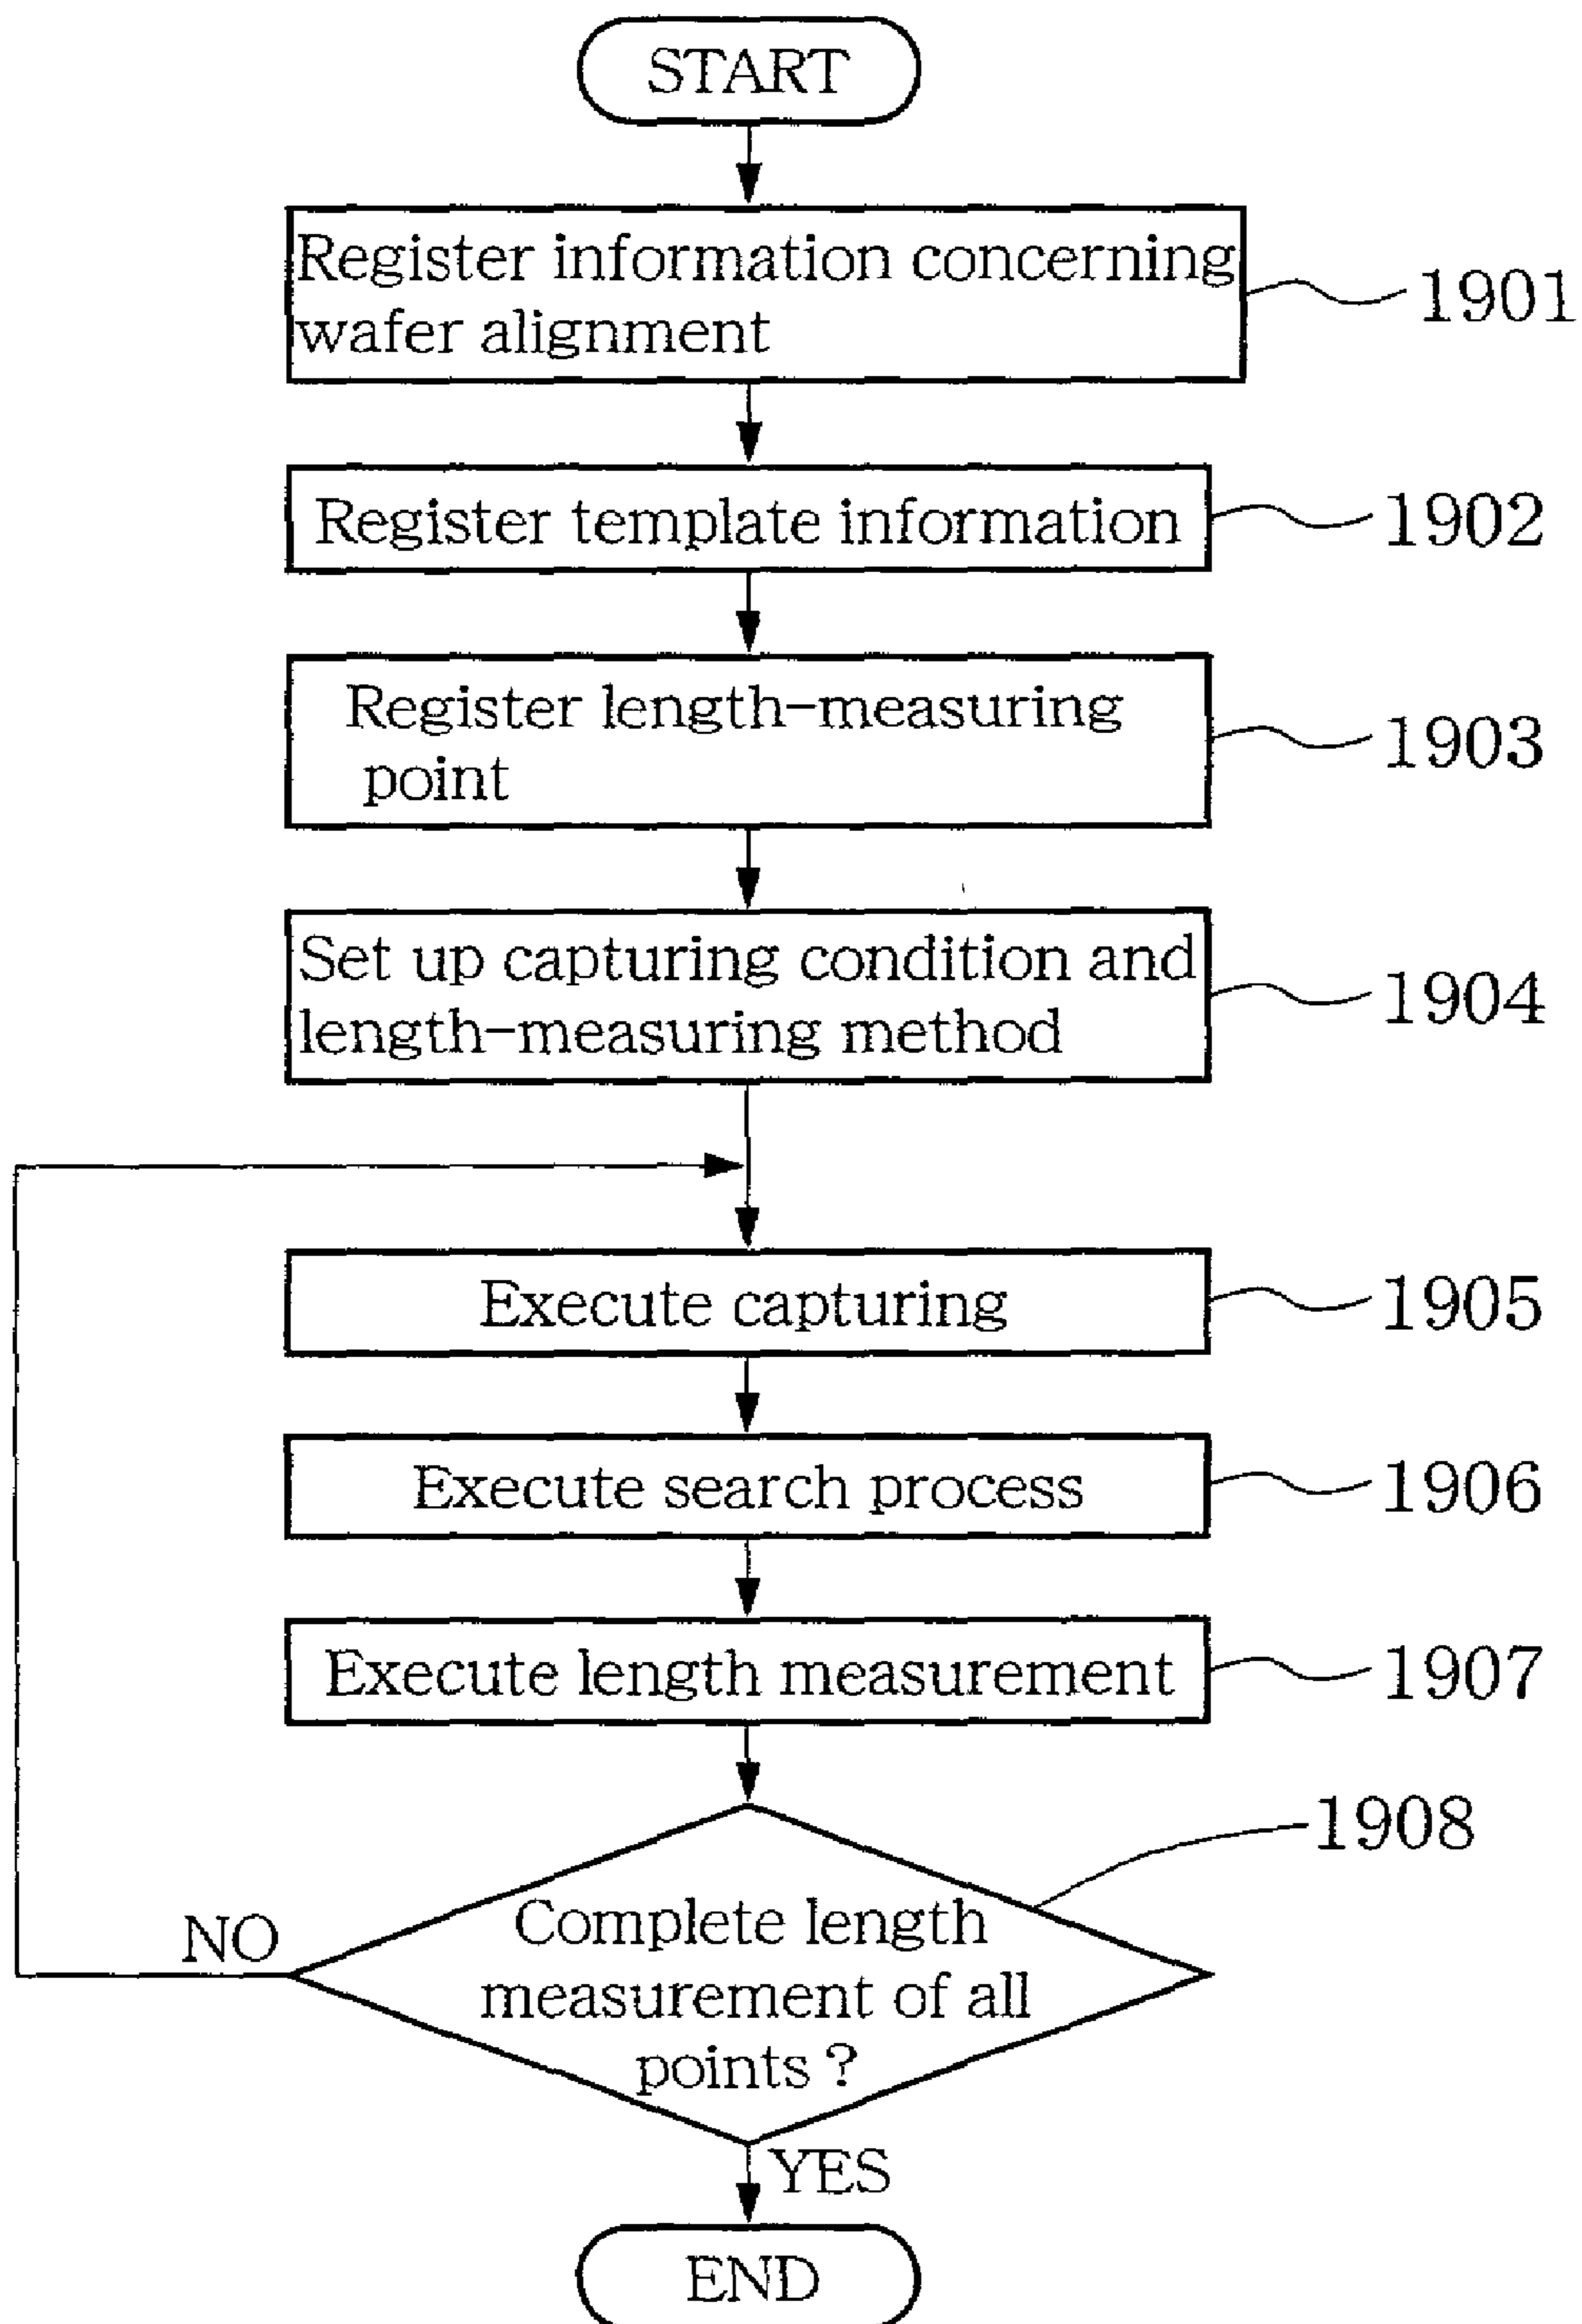 START
Register information concerning
wafer alignment
1901
Register template information
1902
Register length-measuring
point
1903
Set up capturing condition and
length-measuring method
1904
Execute capturing
1905
Execute search process
1906
Execute length measurement
1907
1908
Complete length
measurement of all
points ?
NO
YES
END